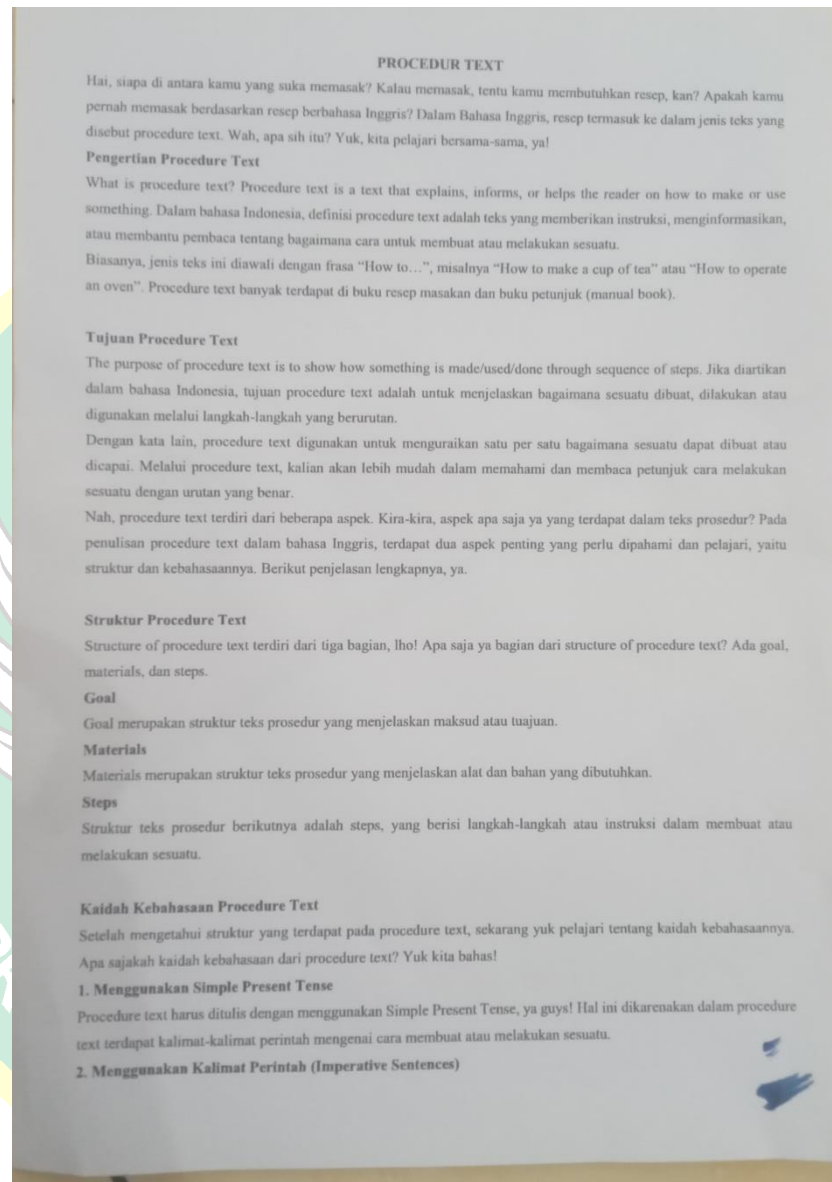 PROCEDUR TEXT
Hai, siapa di antara kamu yang suka memasak? Kalau memasak, tentu kamu membutuhkan resep, kan? Apakah kamu
pernah memasak berdasarkan resep berbahasa Inggris? Dalam Bahasa Inggris, resep termasuk ke dalam jenis teks yang
disebut procedure text. Wah, apa sih itu? Yuk, kita pelajari bersama-sama, ya!
Pengertian Procedure Text
What is procedure text? Procedure text is a text that explains, informs, or helps the reader on how to make or use
something. Dalam bahasa Indonesia, definisi procedure text adalah teks yang memberikan instruksi, menginformasikan,
atau membantu pembaca tentang bagaimana cara untuk membuat atau melakukan sesuatu.
Biasanya, jenis teks ini diawali dengan frasa “How to…”, misalnya “How to make a cup of tea” atau “How to operate
an oven”. Procedure text banyak terdapat di buku resep masakan dan buku petunjuk (manual book).
Tujuan Procedure Text
The purpose of procedure text is to show how something is made/used/done through sequence of steps. Jika diartikan
dalam bahasa Indonesia, tujuan procedure text adalah untuk menjelaskan bagaimana sesuatu dibuat, dilakukan atau
digunakan melalui langkah-langkah yang berurutan.
Dengan kata lain, procedure text digunakan untuk menguraikan satu per satu bagaimana sesuatu dapat dibuat atau
dicapai. Melalui procedure text, kalian akan lebih mudah dalam memahami dan membaca petunjuk cara melakukan
sesuatu dengan urutan yang benar.
Nah, procedure text terdiri dari beberapa aspek. Kira-kira, aspek apa saja ya yang terdapat dalam teks prosedur? Pada
penulisan procedure text dalam bahasa Inggris, terdapat dua aspek penting yang perlu dipahami dan pelajari, yaitu
struktur dan kebahasaannya. Berikut penjelasan lengkapnya, ya.
Struktur Procedure Text
Structure of procedure text terdiri dari tiga bagian, lho! Apa saja ya bagian dari structure of procedure text? Ada goal,
materials, dan steps.
Goal
Goal merupakan struktur teks prosedur yang menjelaskan maksud atau tuajuan.
Materials
Materials merupakan struktur teks prosedur yang menjelaskan alat dan bahan yang dibutuhkan.
Steps
Struktur teks prosedur berikutnya adalah steps, yang berisi langkah-langkah atau instruksi dalam membuat atau
melakukan sesuatu.
Kaidah Kebahasaan Procedure Text
Setelah mengetahui struktur yang terdapat pada procedure text, sekarang yuk pelajari tentang kaidah kebahasaannya.
Apa sajakah kaidah kebahasaan dari procedure text? Yuk kita bahas!
1. Menggunakan Simple Present Tense
Procedure text harus ditulis dengan menggunakan Simple Present Tense, ya guys! Hal ini dikarenakan dalam procedure
text terdapat kalimat-kalimat perintah mengenai cara membuat atau melakukan sesuatu.
2. Menggunakan Kalimat Perintah (Imperative Sentences)